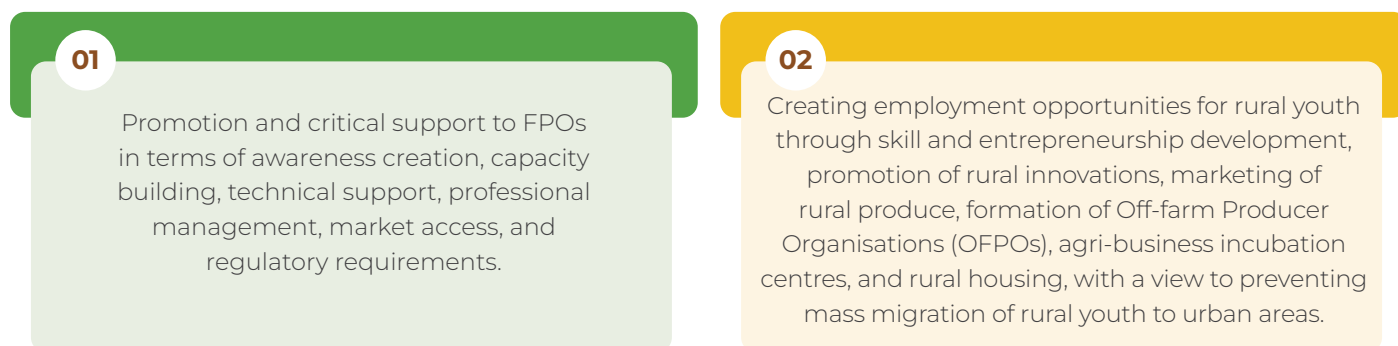 01
Promotion and critical support to FPOs
in terms of awareness creation, capacity
building, technical support, professional
management, market access, and
regulatory requirements.
02
Creating employment opportunities for rural youth
through skill and entrepreneurship development,
promotion of rural innovations, marketing of
rural produce, formation of Off-farm Producer
Organisations (OFPOs), agri-business incubation
centres, and rural housing, with a view to preventing
mass migration of rural youth to urban areas.